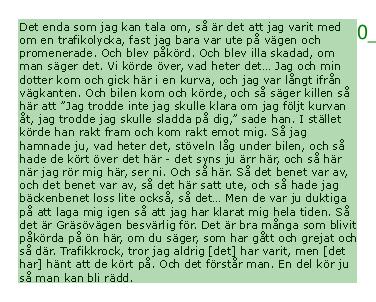 Det enda som jag kan tala om, så är det att jag varit med
om en trafikolycka, fast jag bara var ute på vägen och
promenerade. Och blev påkörd. Och blev illa skadad, om
man säger det. Vi körde över, vad heter det... Jag och min
dotter kom och gick här i en kurva, och jag var långt ifrån
vägkanten. Och bilen kom och körde, och så säger killen så
här att ”Jag trodde inte jag skulle klara om jag följt kurvan
åt, jag trodde jag skulle sladda på dig,” sade han. I stället
körde han rakt fram och kom rakt emot mig. Så jag
hamnade ju, vad heter det, stöveln låg under bilen, och så
hade de kört över det här - det syns ju ärr här, och så här
när jag rör mig här, ser ni. Och så här. Så det benet var av,
och det benet var av, så det här satt ute, och så hade jag
bäckenbenet loss lite också, så det... Men de var ju duktiga
på att laga mig igen så att jag har klarat mig hela tiden. Så
det är Gräsövägen besvärlig för. Det är bra många som blivit
påkörda på ön här, om du säger, som har gått och grejat och
så där. Trafikkrock, tror jag aldrig [det] har varit, men [det
har] hänt att de kört på. Och det förstår man. En del kör ju
så man kan bli rädd.
0_